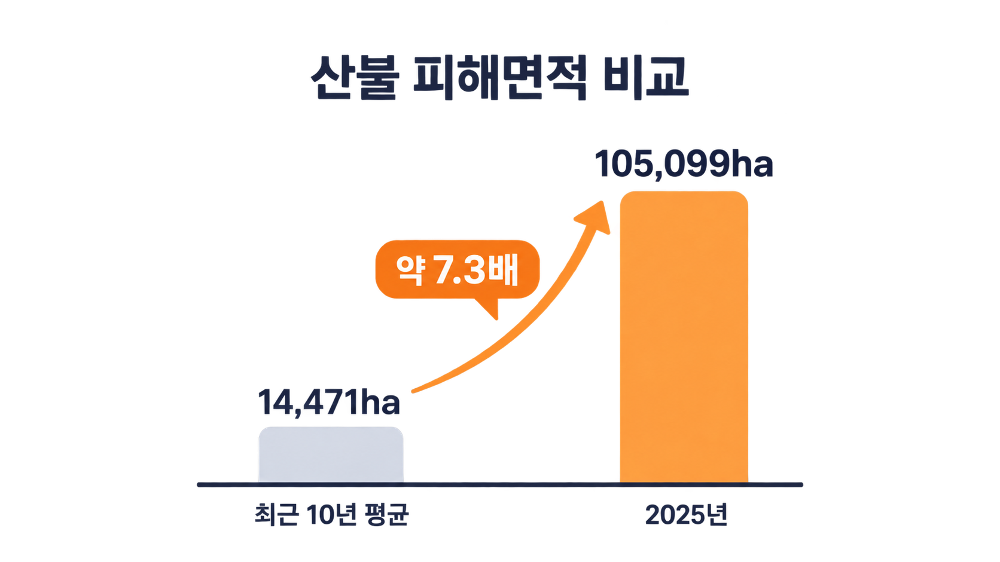 산불 피해면적 비교
105,099ha
약 7.3배
14,471ha
최근 10년 평균
2025년